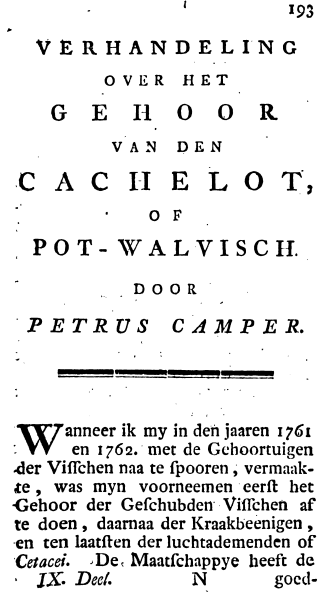 193
VERHANDELING
OVER HET
GEHOOR
VAN DEN
CACHELOT,
OF
POT-WALVISCH.
DOOR
PETRUS CAMPER.
Wanneer ik my in den jaaren 1761
en 1762. met de Gehoortuigen
der Visſchen naa te ſpooren, vermaak-
te, was myn voorneemen eerſt het
Gehoor der Geſchubden Visſchen af
te doen, daarnaa der Kraakbeenigen,
en ten laatſten der luchtademenden of
Cetacei. De Maatſchappye heeft de
IX. Deel. N goed-